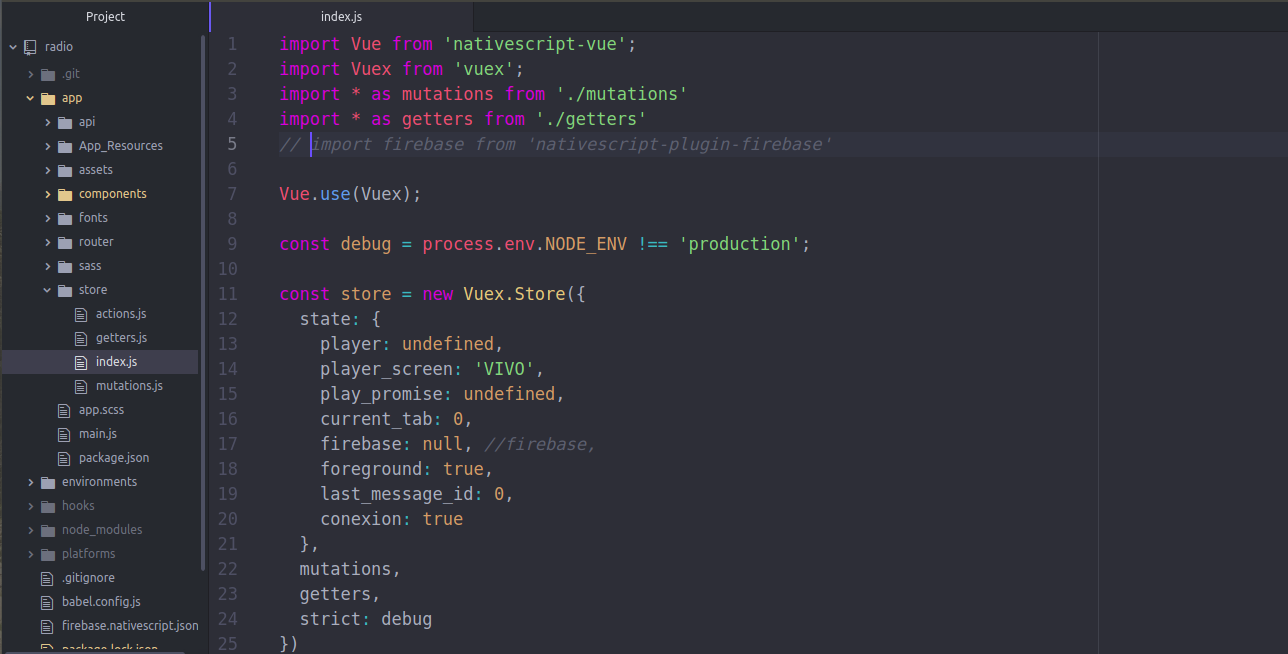 Project
index.js
radio
.git
app
api
App_Resources
assets
components
fonts
router
sass
store
actions.js
getters.js
index.js
mutations.js
app.scss
main.js
package.json
environments
hooks
node_modules
platforms
.gitignore
babel.config.js
firebase.nativescript.json
package-lock.json
1 import Vue from 'nativescript-vue';
2 import Vuex from 'vuex';
3 import * as mutations from './mutations'
4 import * as getters from './getters'
5 // import firebase from 'nativescript-plugin-firebase'
6
7 Vue.use(Vuex);
8
9 const debug = process.env.NODE_ENV !== 'production';
10
11 const store = new Vuex.Store({
12 state: {
13 player: undefined,
14 player_screen: 'VIVO',
15 play_promise: undefined,
16 current_tab: 0,
17 firebase: null, //firebase,
18 foreground: true,
19 last_message_id: 0,
20 conexion: true
21 },
22 mutations,
23 getters,
24 strict: debug
25 })